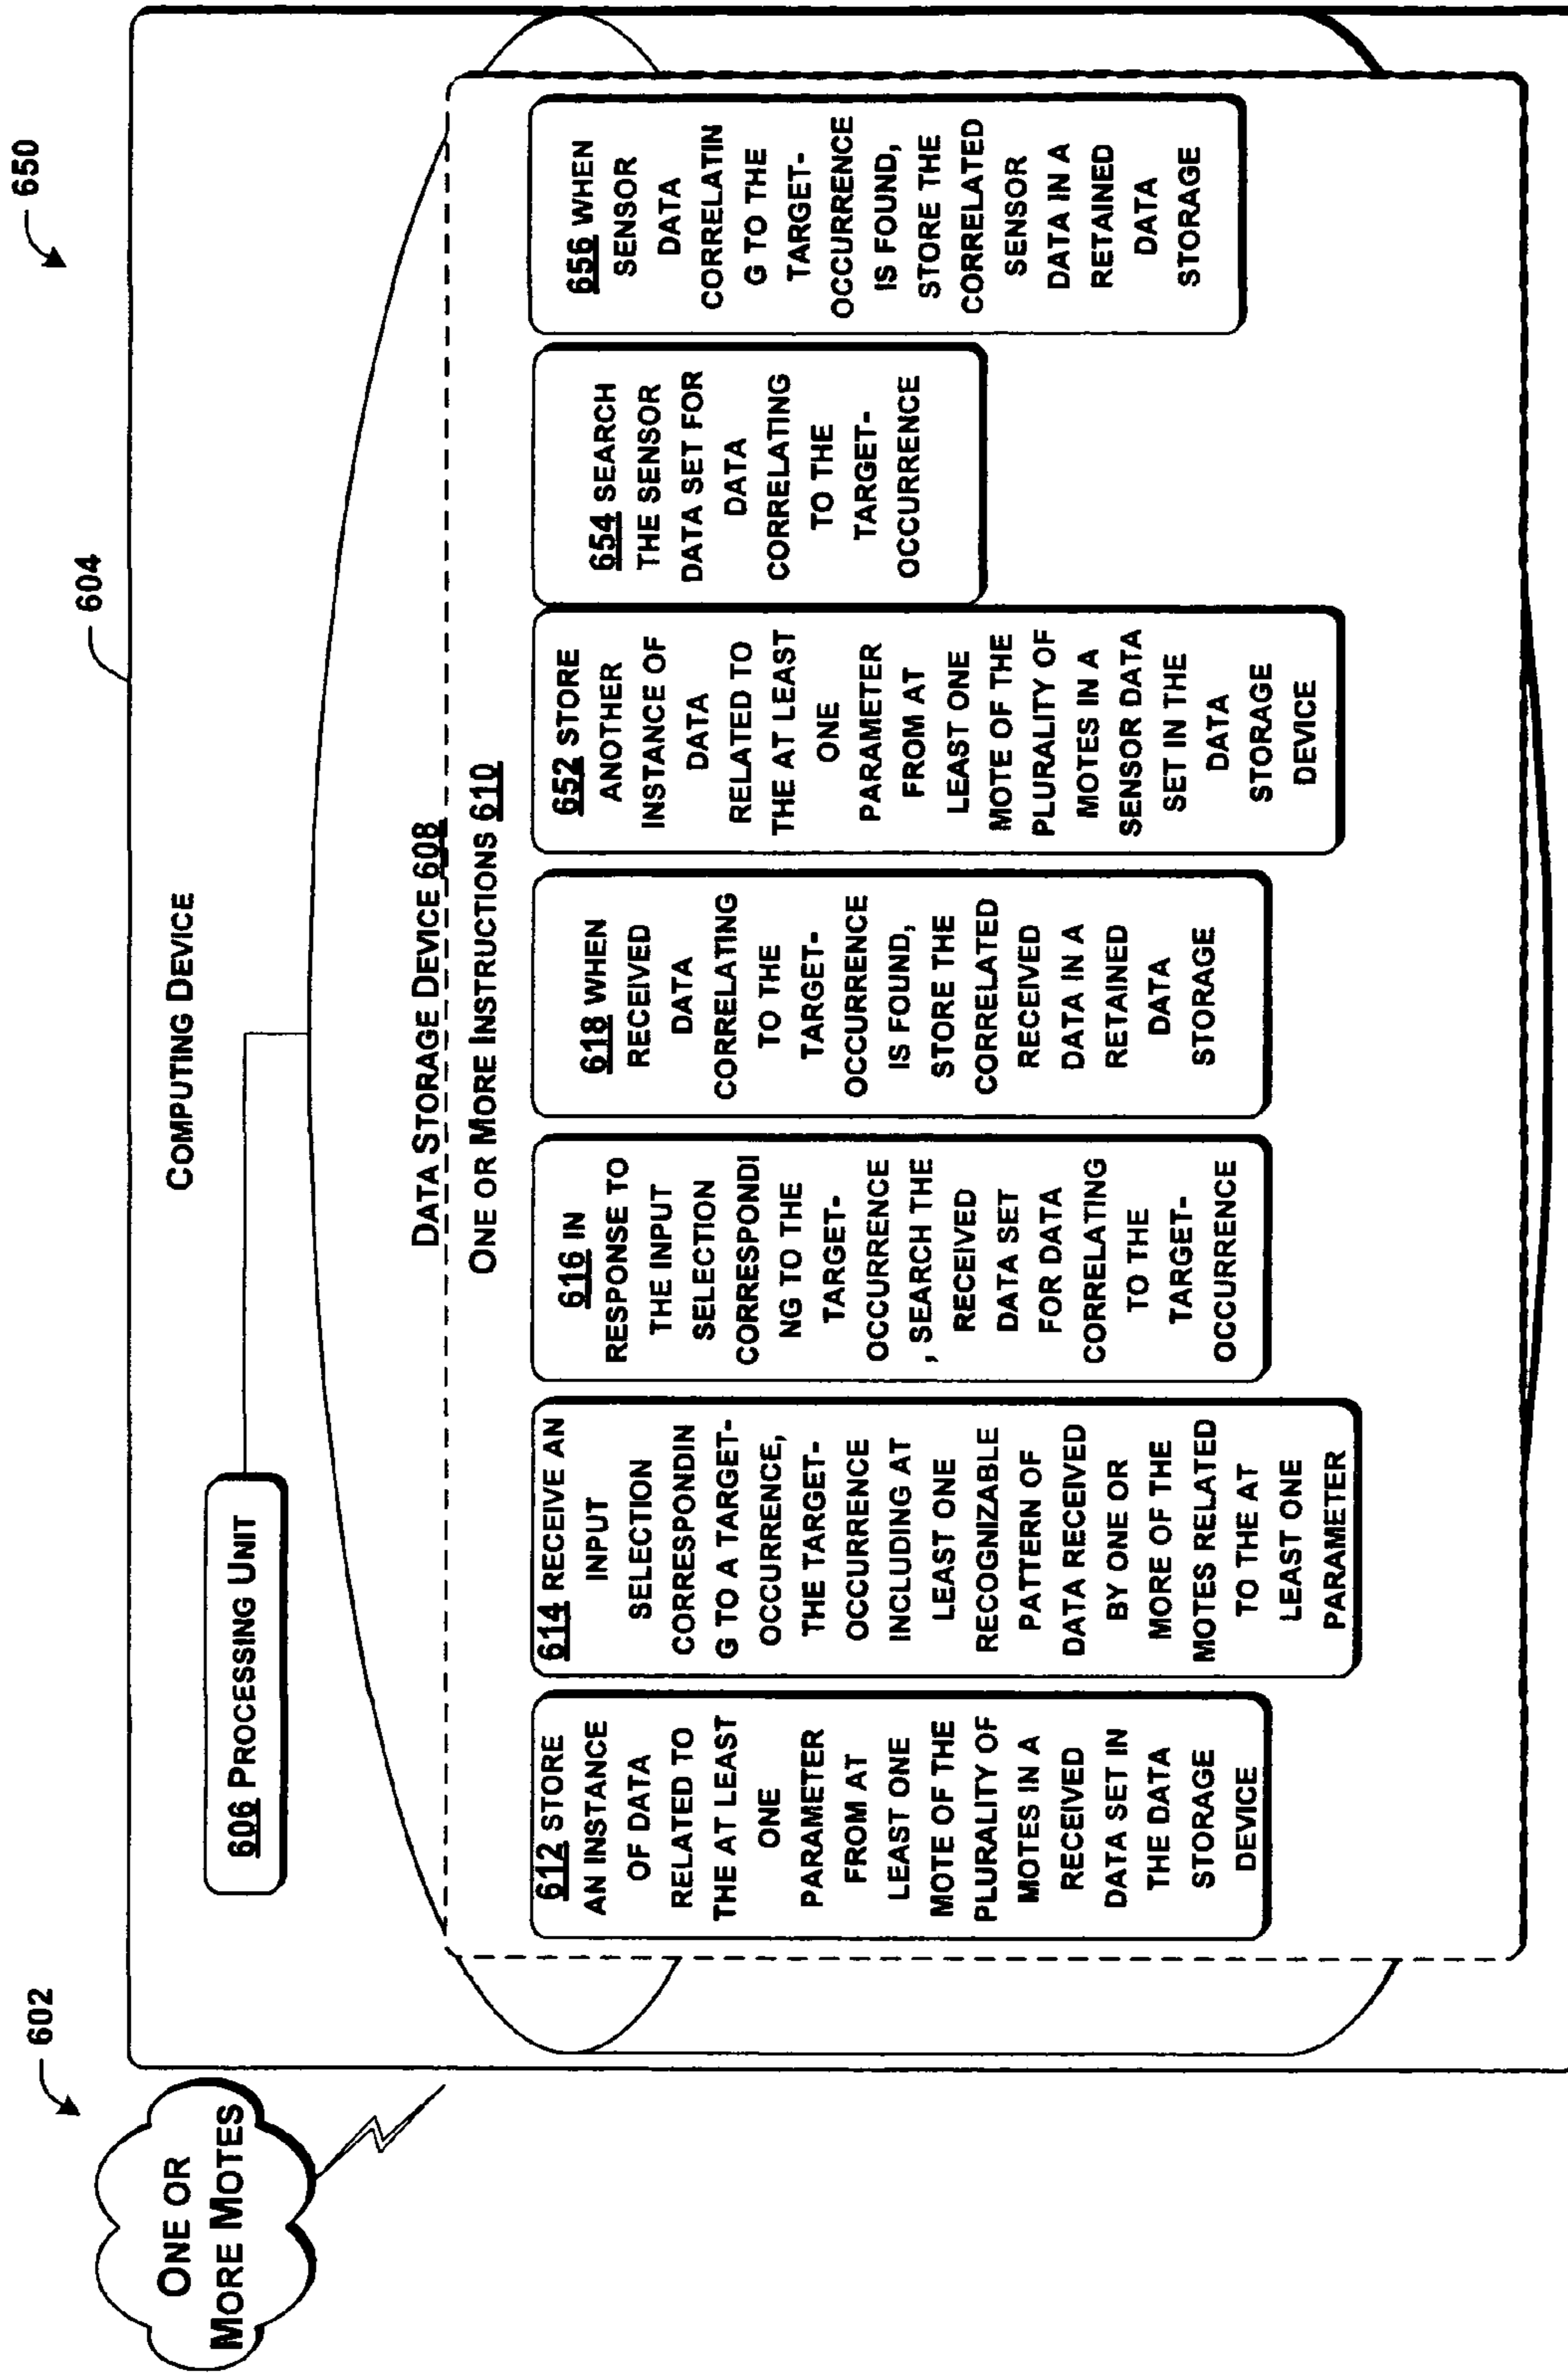 650
602
604
ONE OR
MORE MOTES
COMPUTING DEVICE
606 PROCESSING UNIT
DATA STORAGE DEVICE 608
ONE OR MORE INSTRUCTIONS 610
612 STORE
AN INSTANCE
OF DATA
RELATED TO
THE AT LEAST
ONE
PARAMETER
FROM AT
LEAST ONE
MOTE OF THE
PLURALITY OF
MOTES IN A
RECEIVED
DATA SET IN
THE DATA
STORAGE
DEVICE
614 RECEIVE AN
INPUT
SELECTION
CORRESPONDIN
G TO A TARGET-
OCCURRENCE,
THE TARGET-
OCCURRENCE
INCLUDING AT
LEAST ONE
RECOGNIZABLE
PATTERN OF
DATA RECEIVED
BY ONE OR
MORE OF THE
MOTES RELATED
TO THE AT
LEAST ONE
PARAMETER
616 IN
RESPONSE TO
THE INPUT
SELECTION
CORRESPONDI
NG TO THE
TARGET-
OCCURRENCE
, SEARCH THE
RECEIVED
DATA SET
FOR DATA
CORRELATING
TO THE
TARGET-
OCCURRENCE
618 WHEN
RECEIVED
DATA
CORRELATING
TO THE
TARGET-
OCCURRENCE
IS FOUND,
STORE THE
CORRELATED
RECEIVED
DATA IN A
RETAINED
DATA
STORAGE
652 STORE
ANOTHER
INSTANCE OF
DATA
RELATED TO
THE AT LEAST
ONE
PARAMETER
FROM AT
LEAST ONE
MOTE OF THE
PLURALITY OF
MOTES IN A
SENSOR DATA
SET IN THE
DATA
STORAGE
DEVICE
654 SEARCH
THE SENSOR
DATA SET FOR
DATA
CORRELATING
TO THE
TARGET-
OCCURRENCE
656 WHEN
SENSOR
DATA
CORRELATIN
G TO THE
TARGET-
OCCURRENCE
IS FOUND,
STORE THE
CORRELATED
SENSOR
DATA IN A
RETAINED
DATA
STORAGE